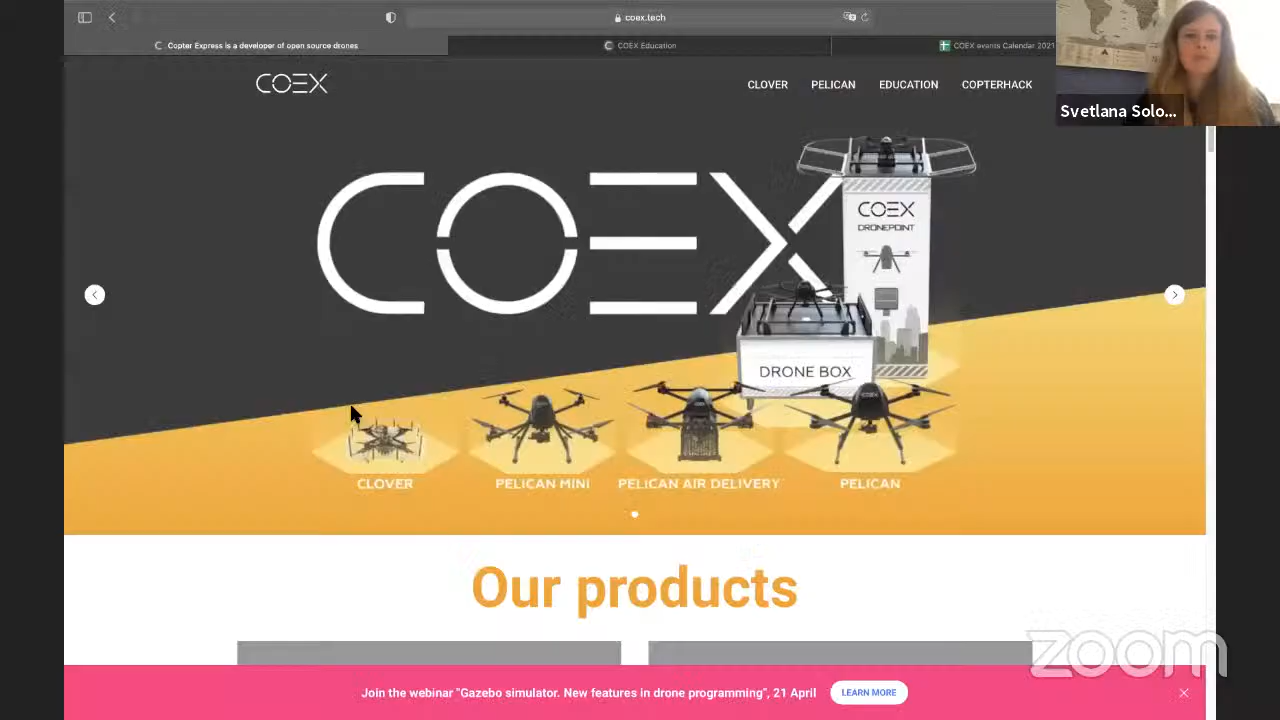 coex.tech
Copter Express is a developer of open source drones
COEX Education
COEX events Calendar 2021
Svetlana Solo...
COEX
CLOVER
PELICAN
EDUCATION
COPTERHACK
COEX
COEX
DRONEPOINT
DRONE BOX
CLOVER
PELICAN MINI
PELICAN AIR DELIVERY
PELICAN
Our products
zoom
Join the webinar "Gazebo simulator. New features in drone programming", 21 April
LEARN MORE